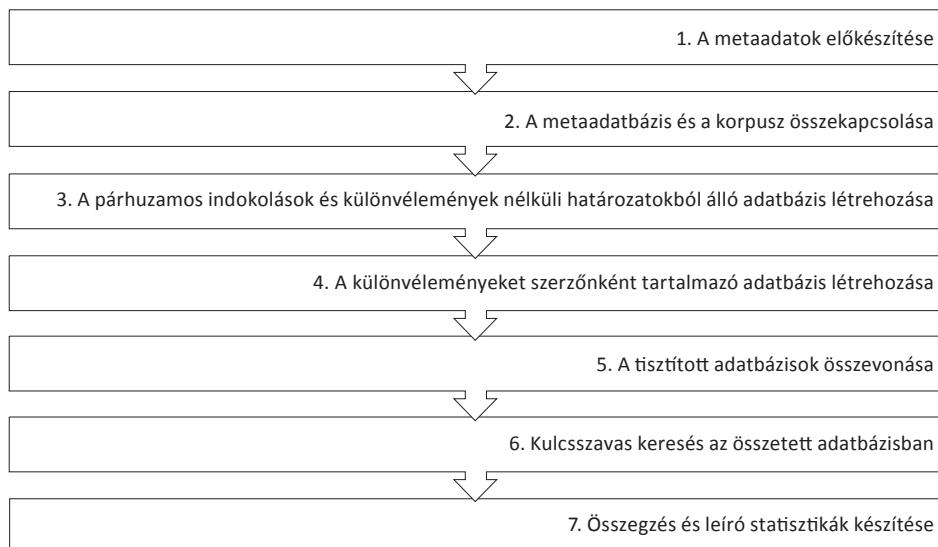 1. A metaadatok előkészítése
2. A metaadatbázis és a korpusz összekapcsolása
3. A párhuzamos indokolások és különvélemények nélküli határozatokból álló adatbázis létrehozása
4. A különvéleményeket szerzőnként tartalmazó adatbázis létrehozása
5. A tisztított adatbázisok összevonása
6. Kulcsszavas keresés az összetett adatbázisban
7. Összegzés és leíró statisztikák készítése